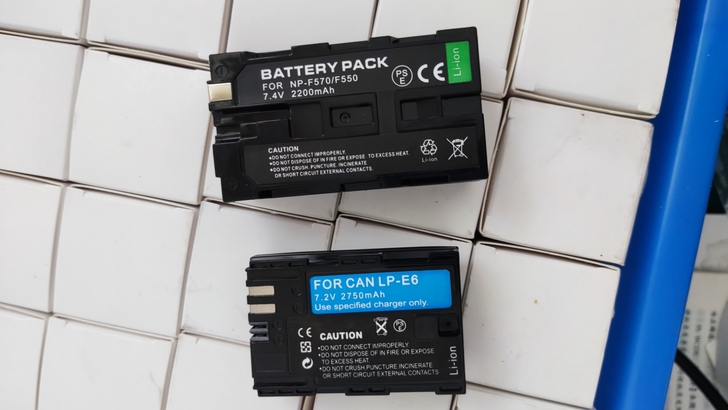 BATTERY PACK
FOR NP-F570/F550
7.4V 2200mAh
PS
E
CE
Li-ion
CAUTION
•DO NOT CONNECT IMPROPERLY.
•DO NOT DISPOSE OF IN FIRE OR EXPOSE TO EXCESS HEAT.
•DO NOT CRUSH. PUNCTURE. INCINERATE
OR SHORT CIRCUIT EXTERNAL CONTACTS.
Li-ion
FOR CAN LP-E6
7.2V 2750mAh
Use specified charger only.
CE
CAUTION
PS
E
•DO NOT CONNECT IMPROPERLY.
•DO NOT DISPOSE OF IN FIRE OR EXPOSE TO
EXCESS HEAT.
•DO NOT CRUSH.PUNCTURE.INCINERATE
OR SHORT CIRCUIT EXTERNAL CONTACTS
Li-ion